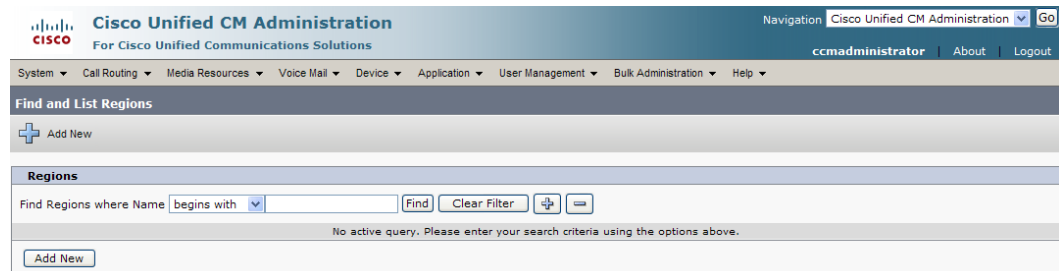 Cisco Unified CM Administration
Navigation Cisco Unified CM Administration Go
CISCO
For Cisco Unified Communications Solutions
ccmadministrator | About | Logout
System Call Routing Media Resources Voice Mail Device Application User Management Bulk Administration Help
Find and List Regions
Add New
Regions
Find Regions where Name begins with Find Clear Filter
No active query. Please enter your search criteria using the options above.
Add New